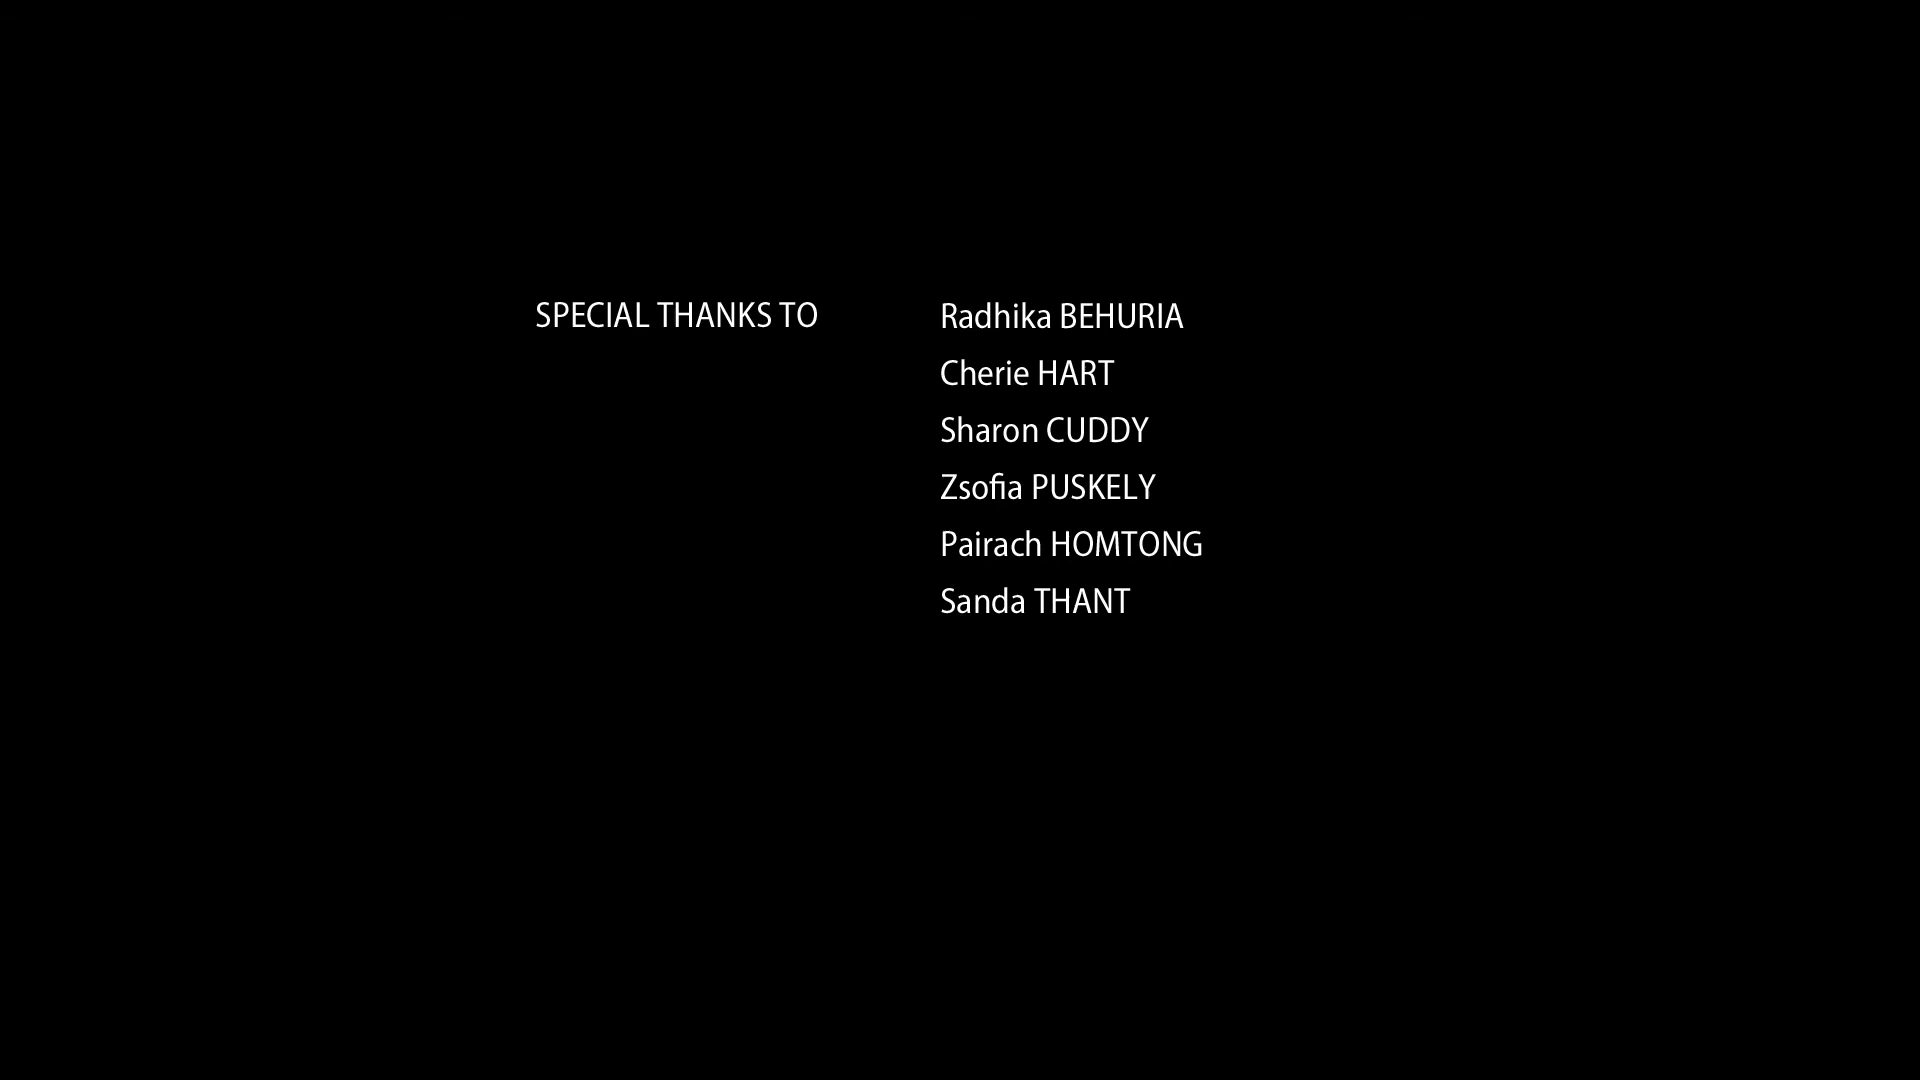 SPECIAL THANKS TO
Radhika BEHURIA
Cherie HART
Sharon CUDDY
Zsofia PUSKELY
Pairach HOMTONG
Sanda THANT